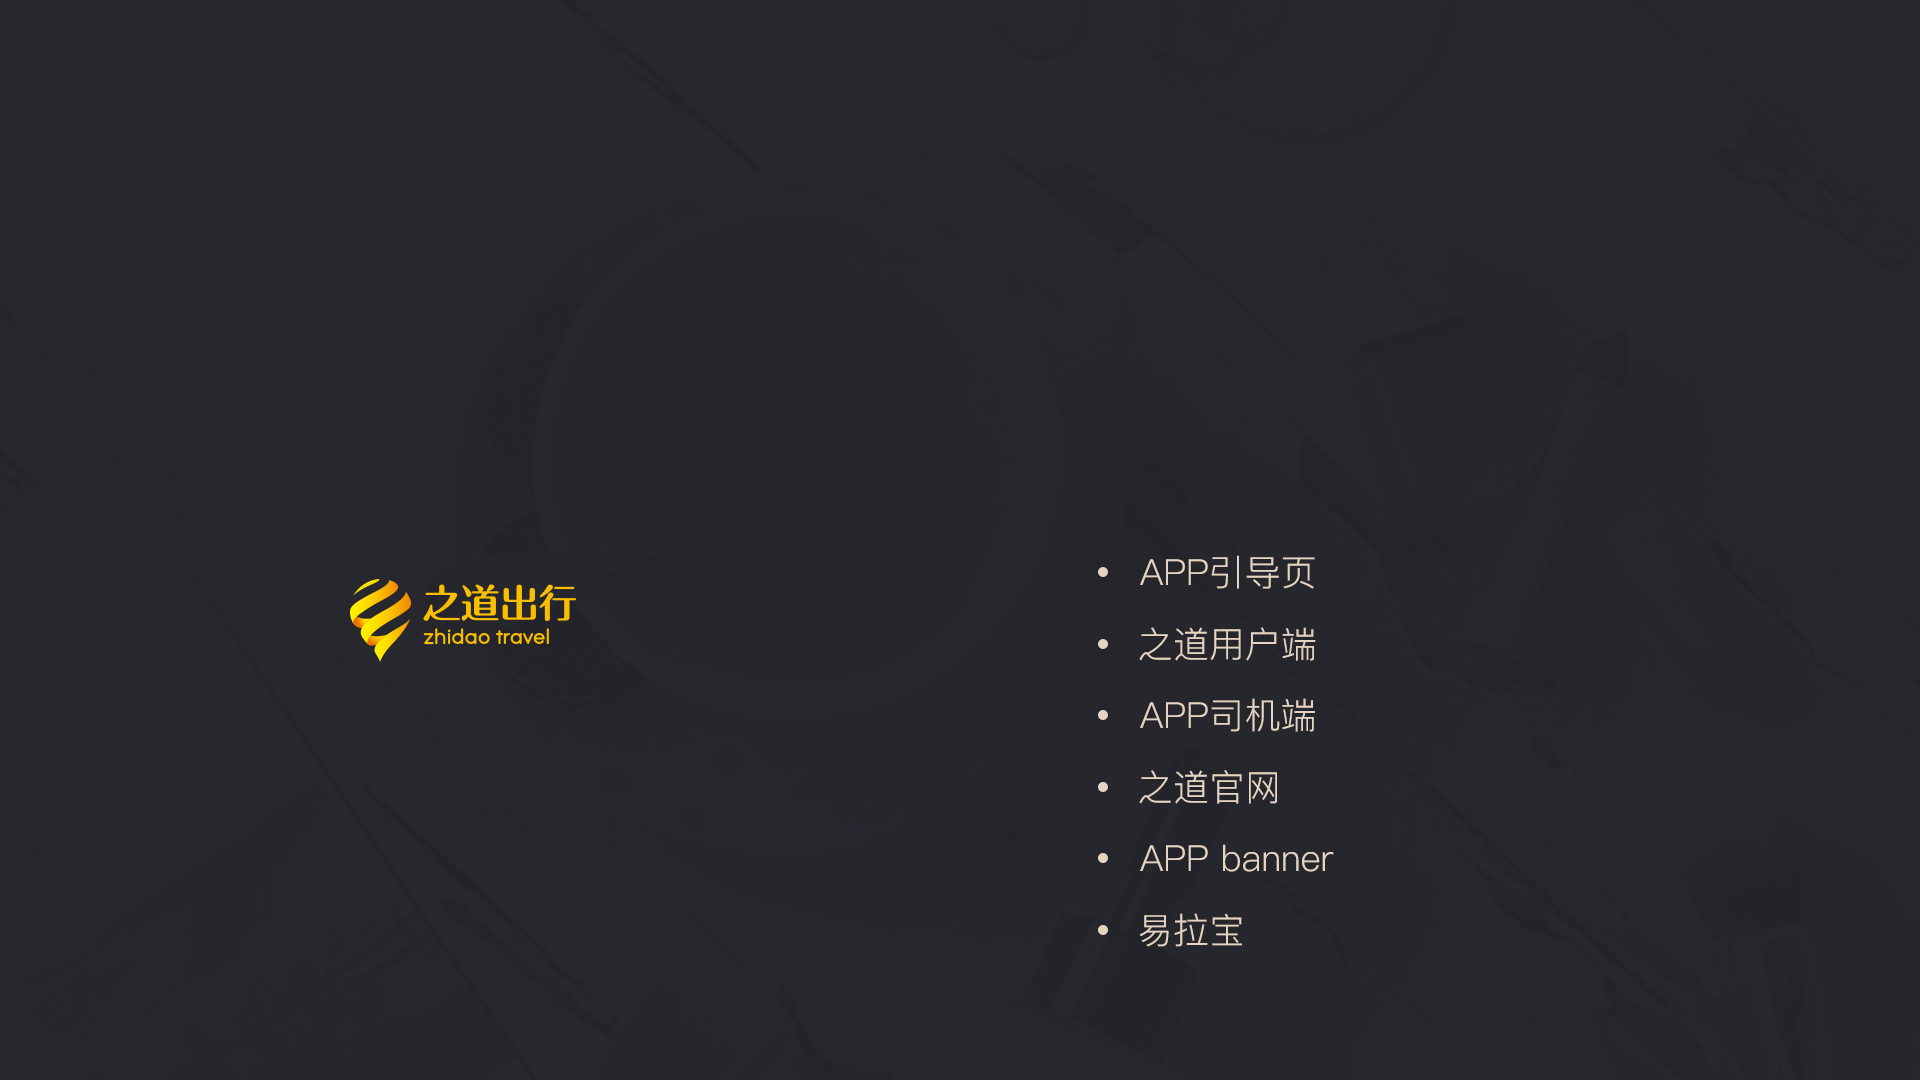 之道出行
zhidao travel
• APP引导页
• 之道用户端
• APP司机端
• 之道官网
• APP banner
• 易拉宝